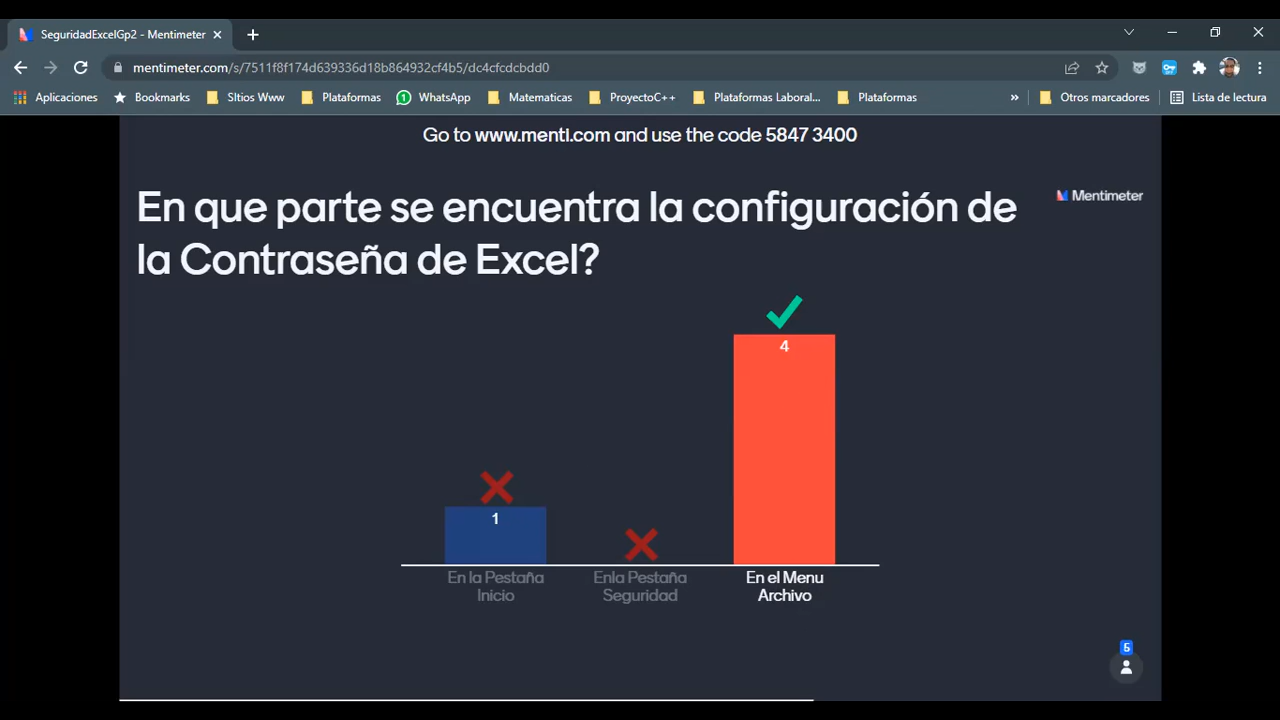 SeguridadExcelGp2 - Mentimeter
mentimeter.com/s/7511f8f174d639336d18b864932cf4b5/dc4cfcdcbdd0
Aplicaciones Bookmarks SItios Www Plataformas 1 WhatsApp Matematicas ProyectoC++ Plataformas Laboral... Plataformas » Otros marcadores Lista de lectura
Go to www.menti.com and use the code 5847 3400
En que parte se encuentra la configuración de
la Contraseña de Excel?
Mentimeter
4
1
En la Pestaña
Inicio
Enla Pestaña
Seguridad
En el Menu
Archivo
5